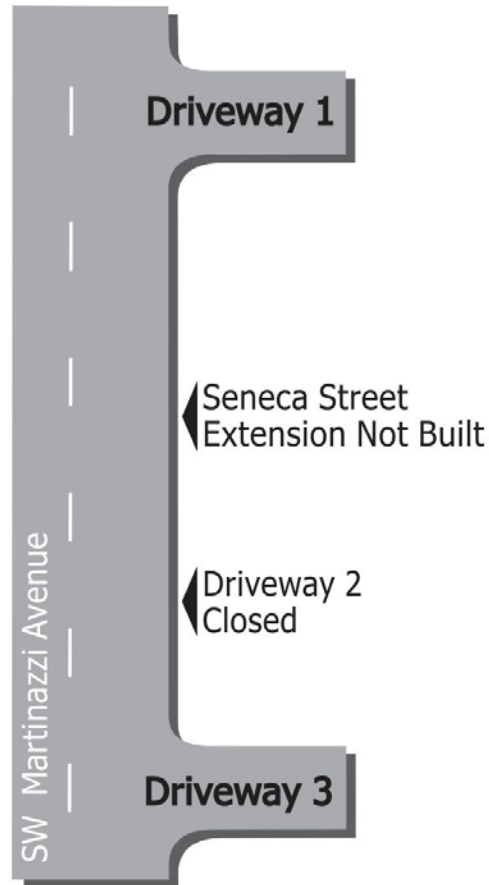 Driveway 1
Seneca Street
Extension Not Built
Driveway 2
Closed
SW Martinazzi Avenue
Driveway 3